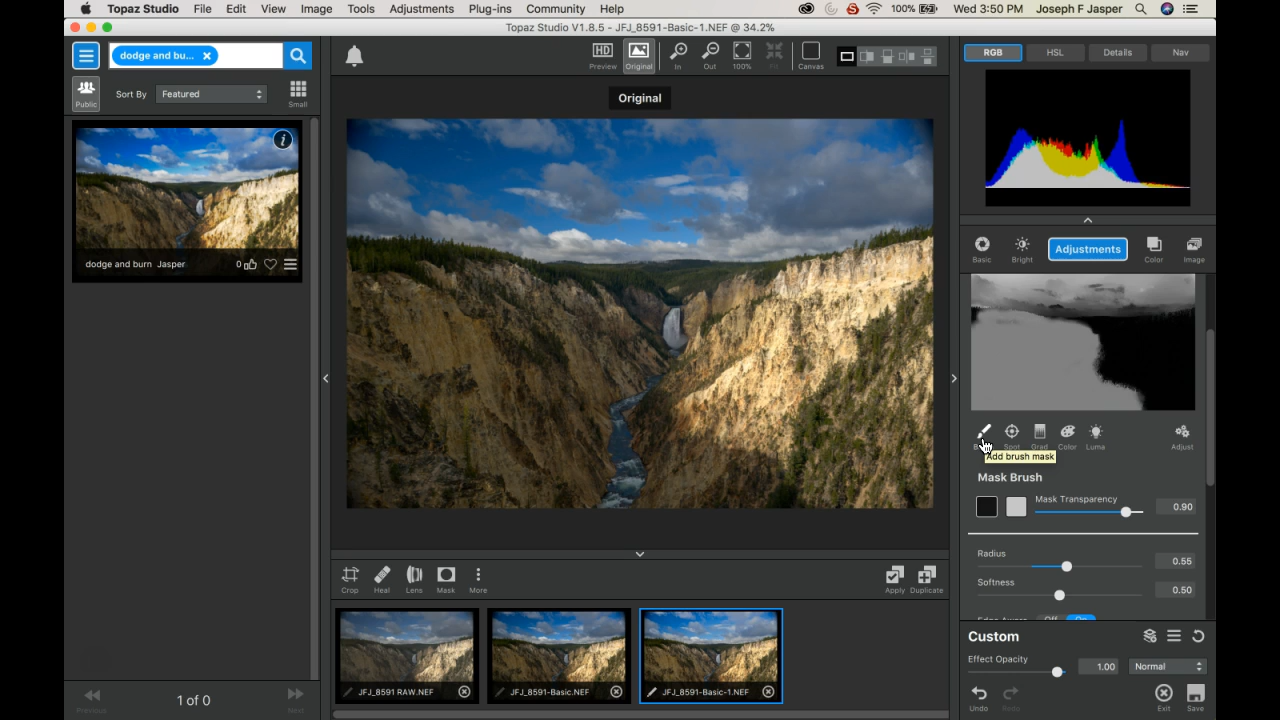 Topaz Studio File Edit View Image Tools Adjustments Plug-ins Community Help 100% Wed 3:50 PM Joseph F Jasper
Topaz Studio V1.8.5 - JFJ_8591-Basic-1.NEF @ 34.2%
dodge and bu...
Public Sort By Featured Small
dodge and burn Jasper 0
Previous 1 of 0 Next
HD Preview Original In Out 100% Fit Canvas
Original
Crop Heal Lens Mask More Apply Duplicate
JFJ_8591 RAW.NEF JFJ_8591-Basic.NEF JFJ_8591-Basic-1.NEF
RGB HSL Details Nav
Basic Bright Adjustments Color Image
Spot Grad Color Luma Adjust
Add brush mask
Mask Brush
Mask Transparency 0.90
Radius 0.55
Softness 0.50
Edge Aware Off On
Custom
Effect Opacity 1.00 Normal
Undo Redo Exit Save